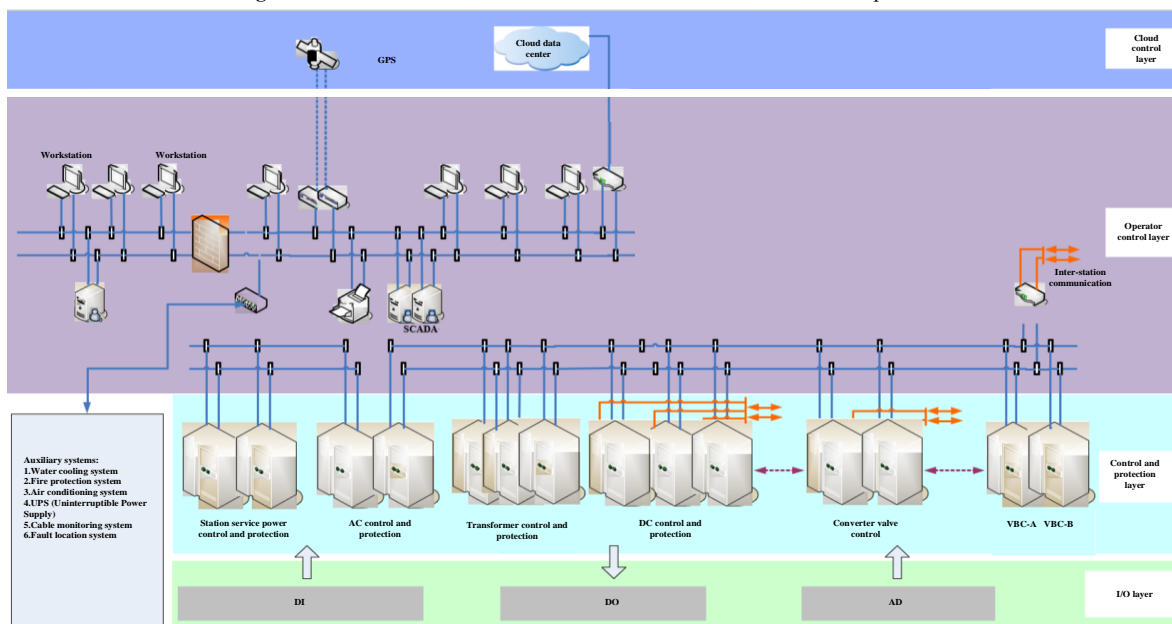 Cloud data
center
GPS
Cloud
control
layer
Workstation
Workstation
Operator
control layer
Inter-station
communication
SCADA
Auxiliary systems:
1.Water cooling system
2.Fire protection system
3.Air conditioning system
4.UPS (Uninterruptible Power
Supply)
5.Cable monitoring system
6.Fault location system
Station service power
control and protection
AC control and
protection
Transformer control and
protection
DC control and
protection
Converter valve
control
VBC-A VBC-B
Control and
protection
layer
DI
DO
AD
I/O layer